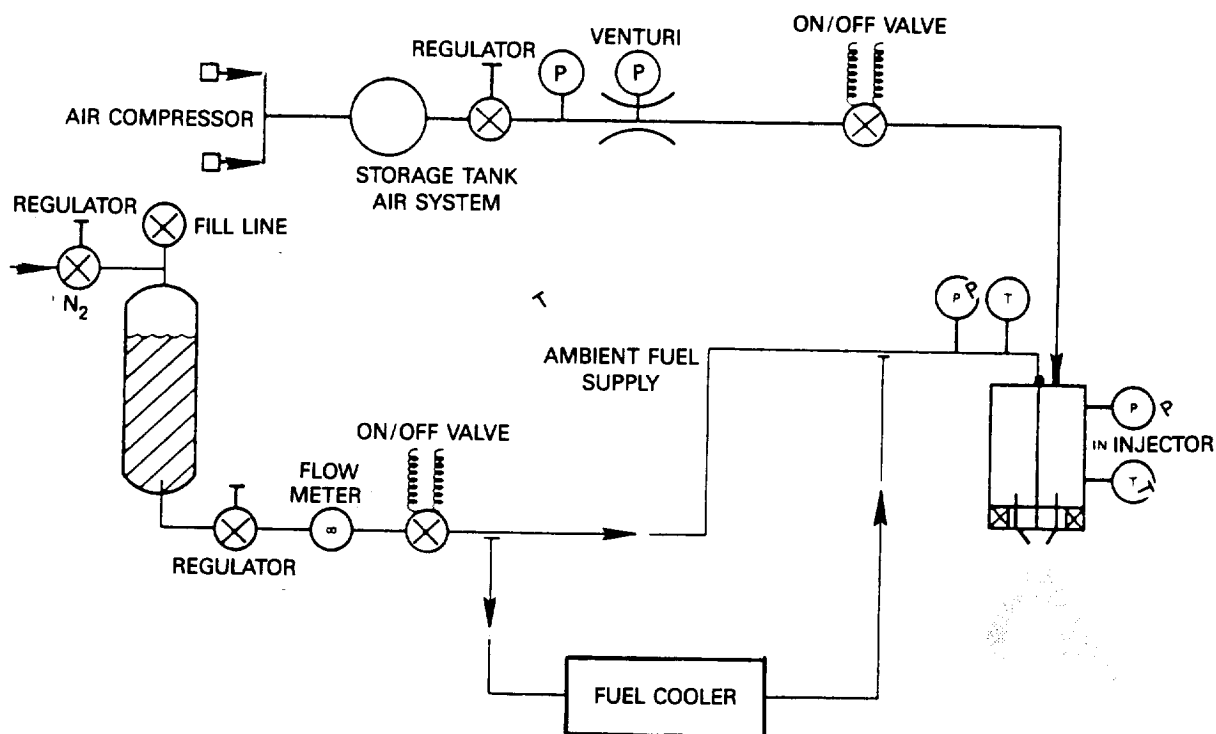 ON/OFF VALVE
VENTURI
REGULATOR
P
P
AIR COMPRESSOR
STORAGE TANK
AIR SYSTEM
REGULATOR
FILL LINE
N2
T
P P
T
AMBIENT FUEL
SUPPLY
P P
IN INJECTOR
T T
ON/OFF VALVE
FLOW
METER
∞
REGULATOR
FUEL COOLER